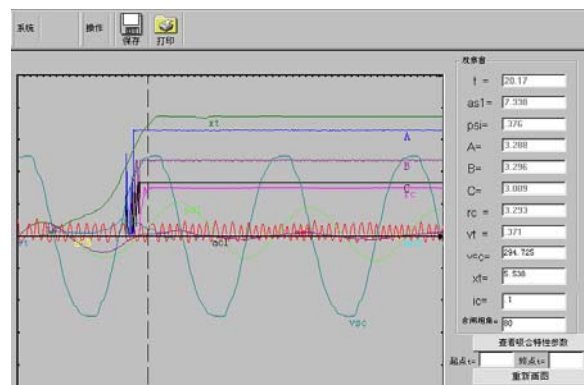 系统
操作
保存 打印
观察窗
t = 20.17
as1= 7.338
psi= .376
A= 3.288
B= 3.296
C= 3.009
rc = 3.293
vt = .371
vsc= 294.725
xt= 5.538
ic= .1
合闸相角= 80
查看吸合特性参数
起点t= 终点t=
重新画图
xt
A
B
C
rc
vsc